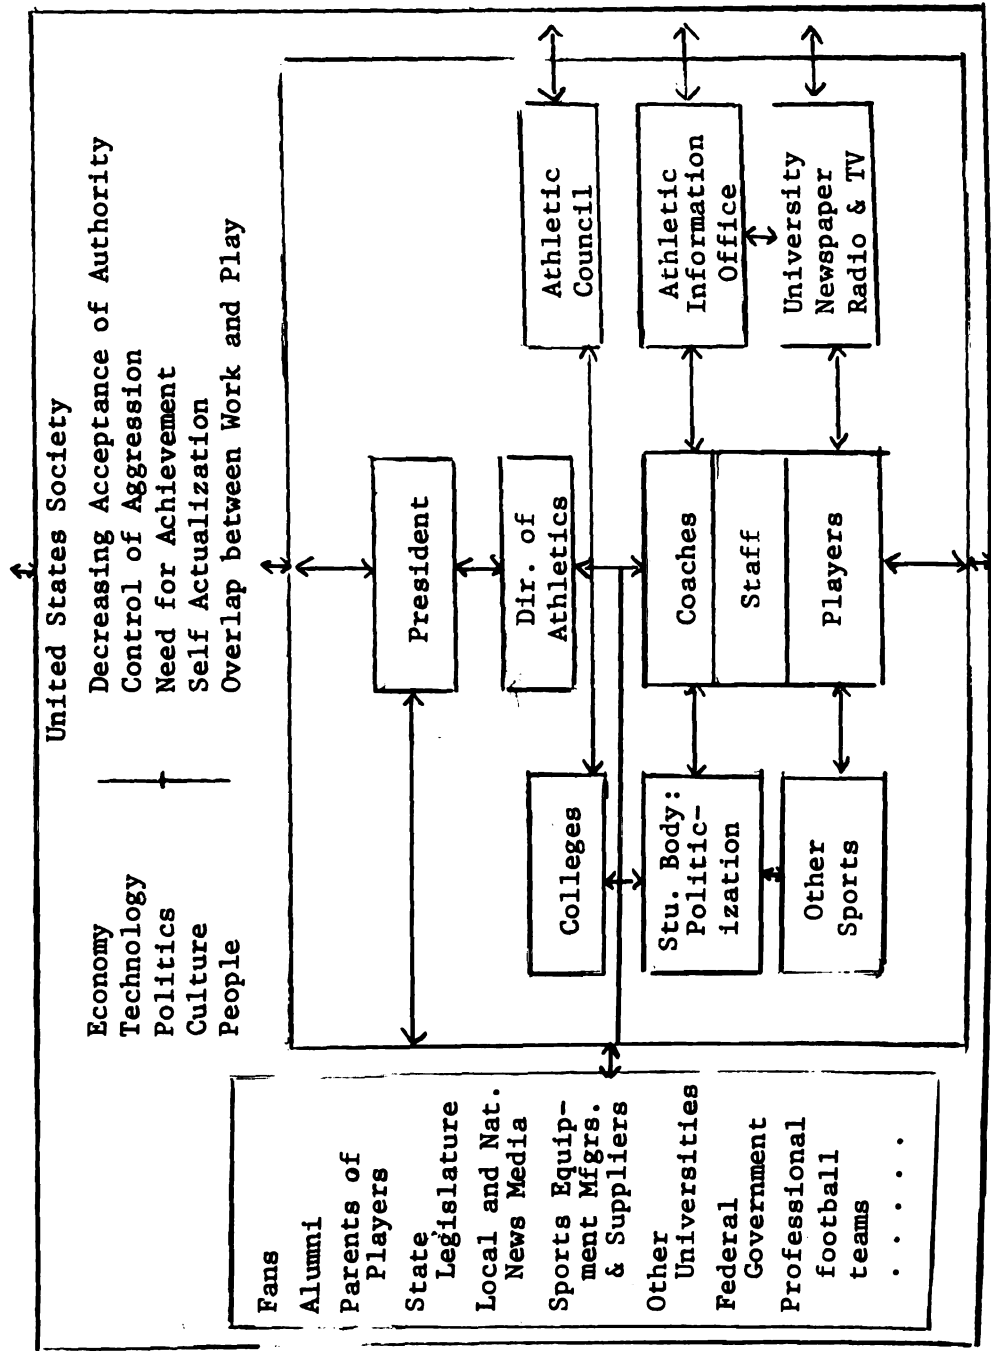 United States Society
Economy
Technology
Politics
Culture
People
Decreasing Acceptance of Authority
Control of Aggression
Need for Achievement
Self Actualization
Overlap between Work and Play
Fans
Alumni
Parents of
Players
State
Legislature
Local and Nat.
News Media
Sports Equip-
ment Mfgrs.
& Suppliers
Other
Universities
Federal
Government
Professional
football
teams
. . . . . .
President
Dir. of
Athletics
Colleges
Athletic
Council
Stu. Body:
Politic-
ization
Coaches
Staff
Players
Athletic
Information
Office
Other
Sports
University
Newspaper
Radio & TV